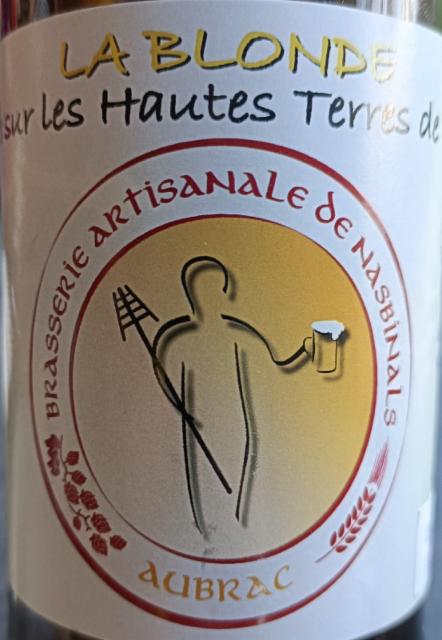 LA BLONDE
sur les Hautes Terres de
BRASSERIE ARTISANALE DE NASBINALS
AUBRAC